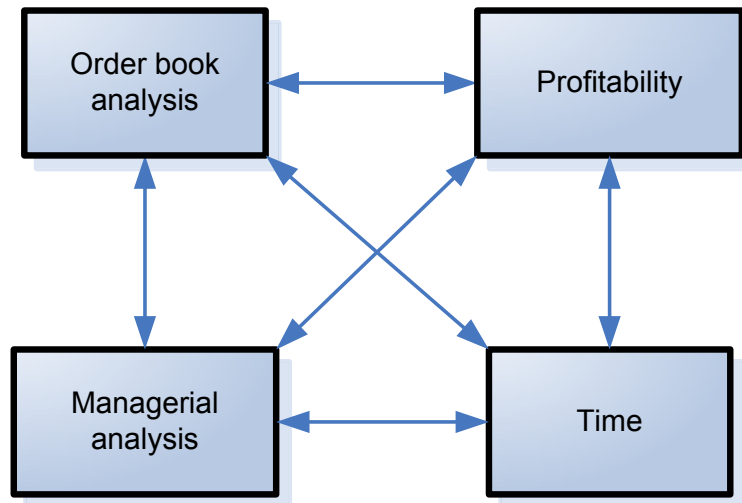 Order book
analysis
Profitability
Managerial
analysis
Time